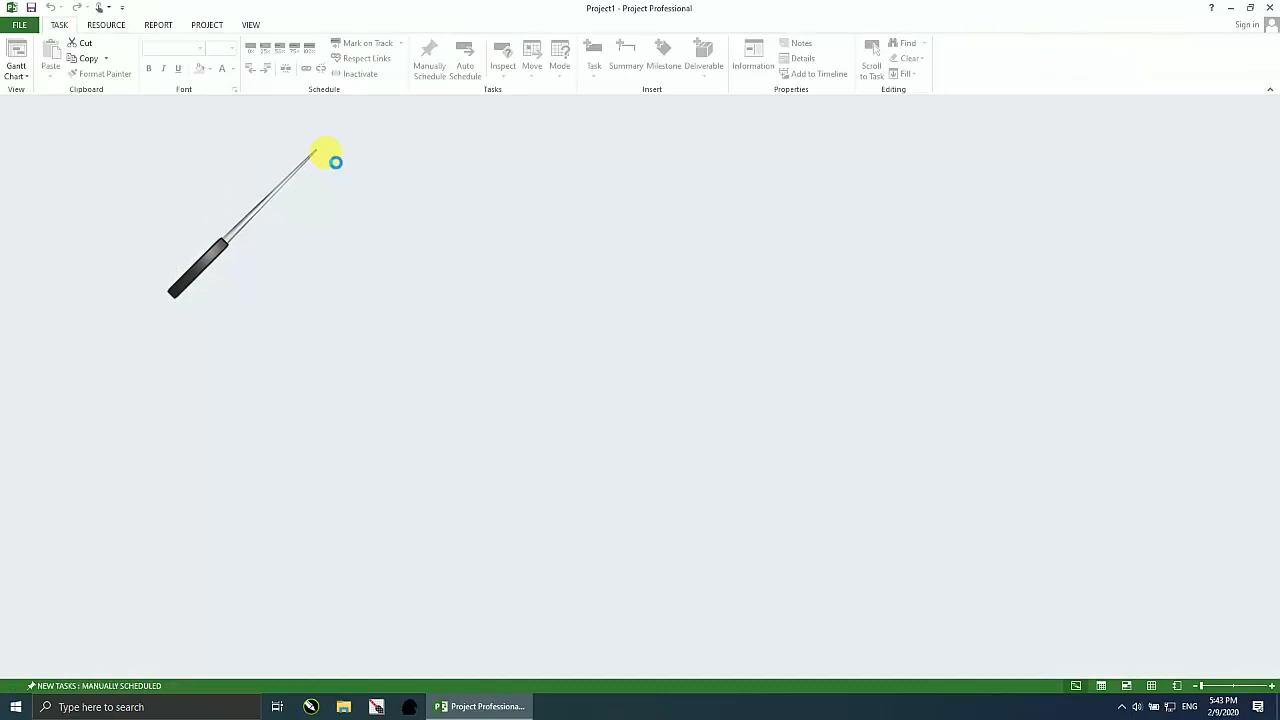 Project1 - Project Professional
?
Sign in
FILE TASK RESOURCE REPORT PROJECT VIEW
Gantt Chart
View
Paste
Cut
Copy
Format Painter
Clipboard
B I U A
Font
Mark on Track
Respect Links
Inactivate
Schedule
Manually Schedule
Auto Schedule
Inspect
Move
Mode
Tasks
Task
Summary
Milestone
Deliverable
Insert
Information
Notes
Details
Add to Timeline
Properties
Scroll to Task
Find
Clear
Fill
Editing
NEW TASKS : MANUALLY SCHEDULED
Type here to search
Project Professiona...
ENG
5:43 PM
2/9/2020